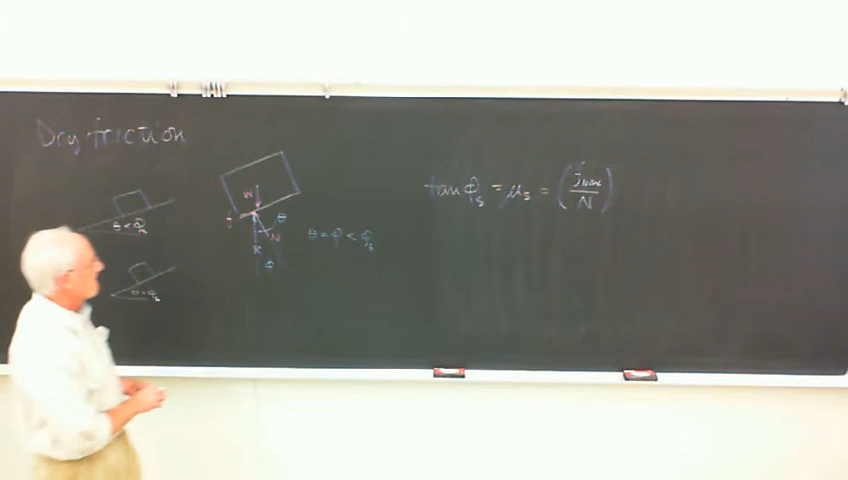 Dry friction
θ < Φs
θ = Φs
W
f
θ
N
R
Φ
θ = Φ < Φs
tan Φs = μs = (fmax / N)